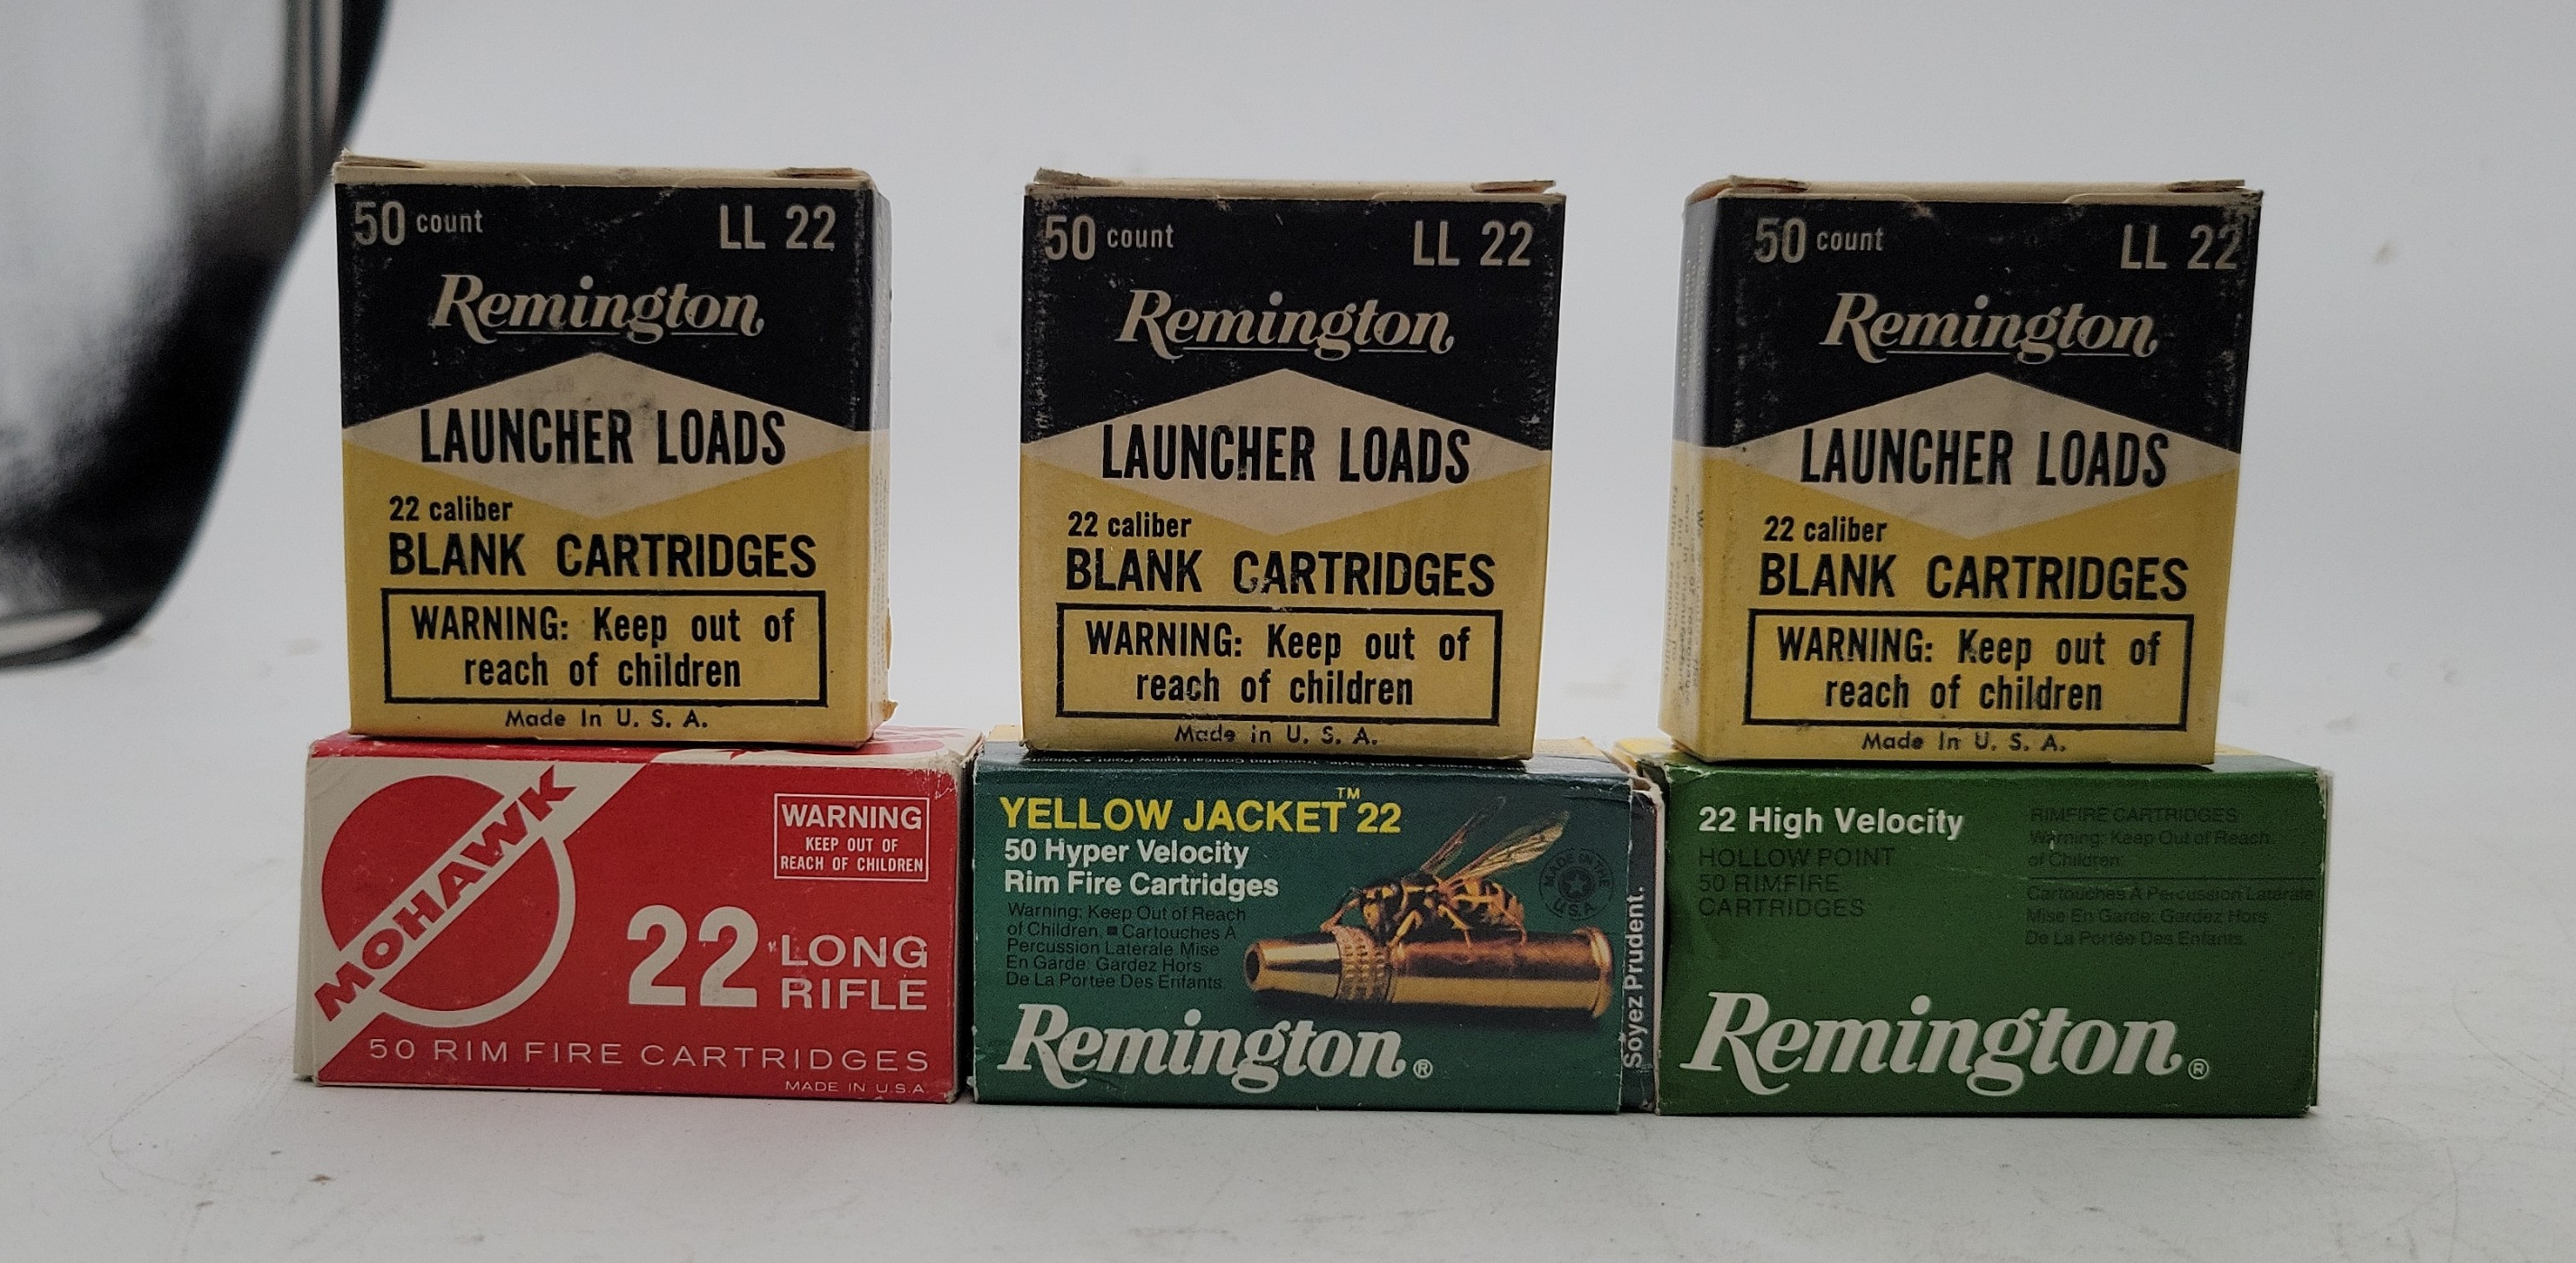 50 count LL 22
Remington
LAUNCHER LOADS
22 caliber
BLANK CARTRIDGES
WARNING: Keep out of
reach of children
Made In U. S. A.
50 count LL 22
Remington
LAUNCHER LOADS
22 caliber
BLANK CARTRIDGES
WARNING: Keep out of
reach of children
Made in U. S. A.
50 count LL 22
Remington
LAUNCHER LOADS
22 caliber
BLANK CARTRIDGES
WARNING: Keep out of
reach of children
Made In U. S. A.
MOHAWK
WARNING
KEEP OUT OF
REACH OF CHILDREN
22 LONG
RIFLE
50 RIM FIRE CARTRIDGES
MADE IN U.S.A.
YELLOW JACKET™ 22
50 Hyper Velocity
Rim Fire Cartridges
Warning: Keep Out of Reach
of Children. ■ Cartouches À
Percussion Latérale Mise
En Garde: Gardez Hors
De La Portée Des Enfants.
MADE IN THE
U.S.A.
Remington®
Soyez Prudent.
22 High Velocity
HOLLOW POINT
50 RIMFIRE
CARTRIDGES
RIMFIRE CARTRIDGES
Warning: Keep Out of Reach
of Children.
Cartouches À Percussion Latérale
Mise En Garde: Gardez Hors
De La Portée Des Enfants.
Remington®